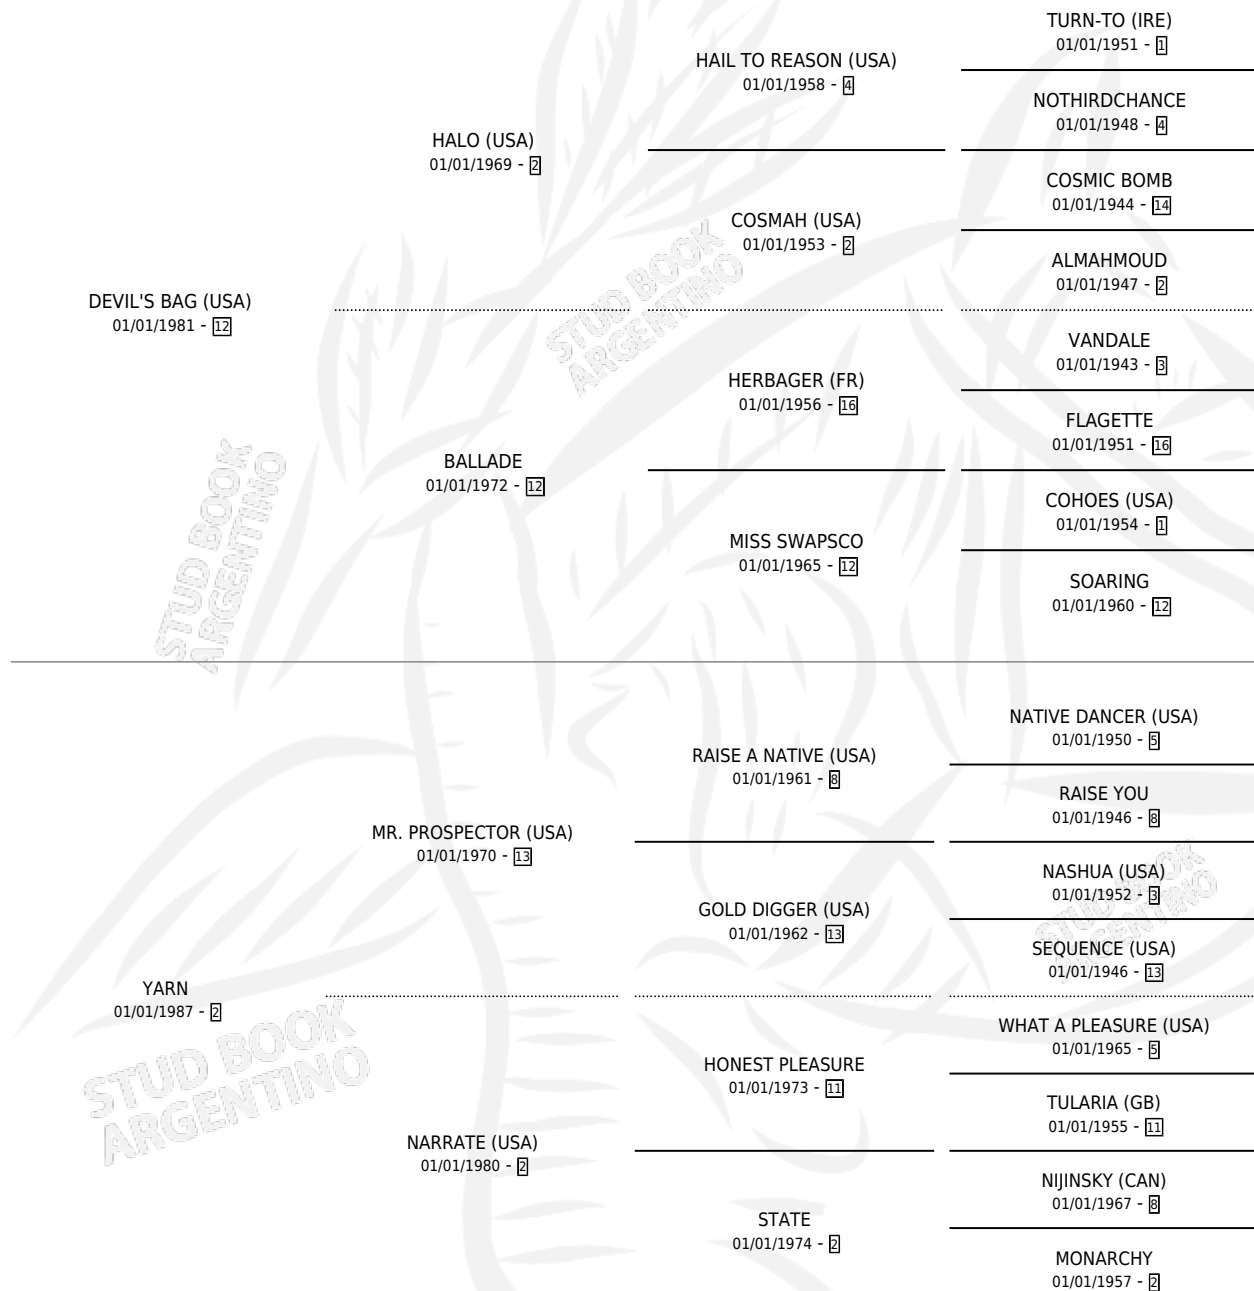 TURN-TO (IRE)
01/01/1951 - 1
HAIL TO REASON (USA)
01/01/1958 - 4
NOTHIRDCHANCE
01/01/1948 - 4
HALO (USA)
01/01/1969 - 2
COSMIC BOMB
01/01/1944 - 14
COSMAH (USA)
01/01/1953 - 2
ALMAHMOUD
01/01/1947 - 2
DEVIL'S BAG (USA)
01/01/1981 - 12
VANDALE
01/01/1943 - 3
HERBAGER (FR)
01/01/1956 - 16
FLAGETTE
01/01/1951 - 16
BALLADE
01/01/1972 - 12
COHOES (USA)
01/01/1954 - 1
MISS SWAPSCO
01/01/1965 - 12
SOARING
01/01/1960 - 12
NATIVE DANCER (USA)
01/01/1950 - 5
RAISE A NATIVE (USA)
01/01/1961 - 8
RAISE YOU
01/01/1946 - 8
MR. PROSPECTOR (USA)
01/01/1970 - 13
NASHUA (USA)
01/01/1952 - 3
GOLD DIGGER (USA)
01/01/1962 - 13
SEQUENCE (USA)
01/01/1946 - 13
YARN
01/01/1987 - 2
WHAT A PLEASURE (USA)
01/01/1965 - 5
HONEST PLEASURE
01/01/1973 - 11
TULARIA (GB)
01/01/1955 - 11
NARRATE (USA)
01/01/1980 - 2
NIJINSKY (CAN)
01/01/1967 - 8
STATE
01/01/1974 - 2
MONARCHY
01/01/1957 - 2
STUD BOOK
ARGENTINO
STUD BOOK
ARGENTINO
STUD BOOK
ARGENTINO
STUD BOOK
ARGENTINO